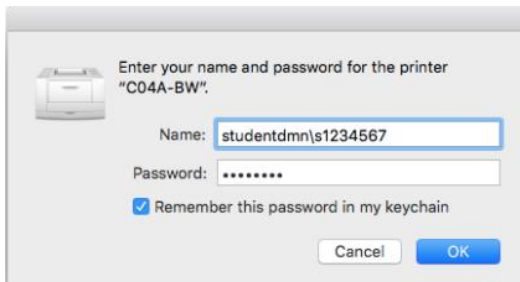 Enter your name and password for the printer
“C04A-BW”.
Name: studentdmn\s1234567
Password: ••••••••
Remember this password in my keychain
Cancel OK